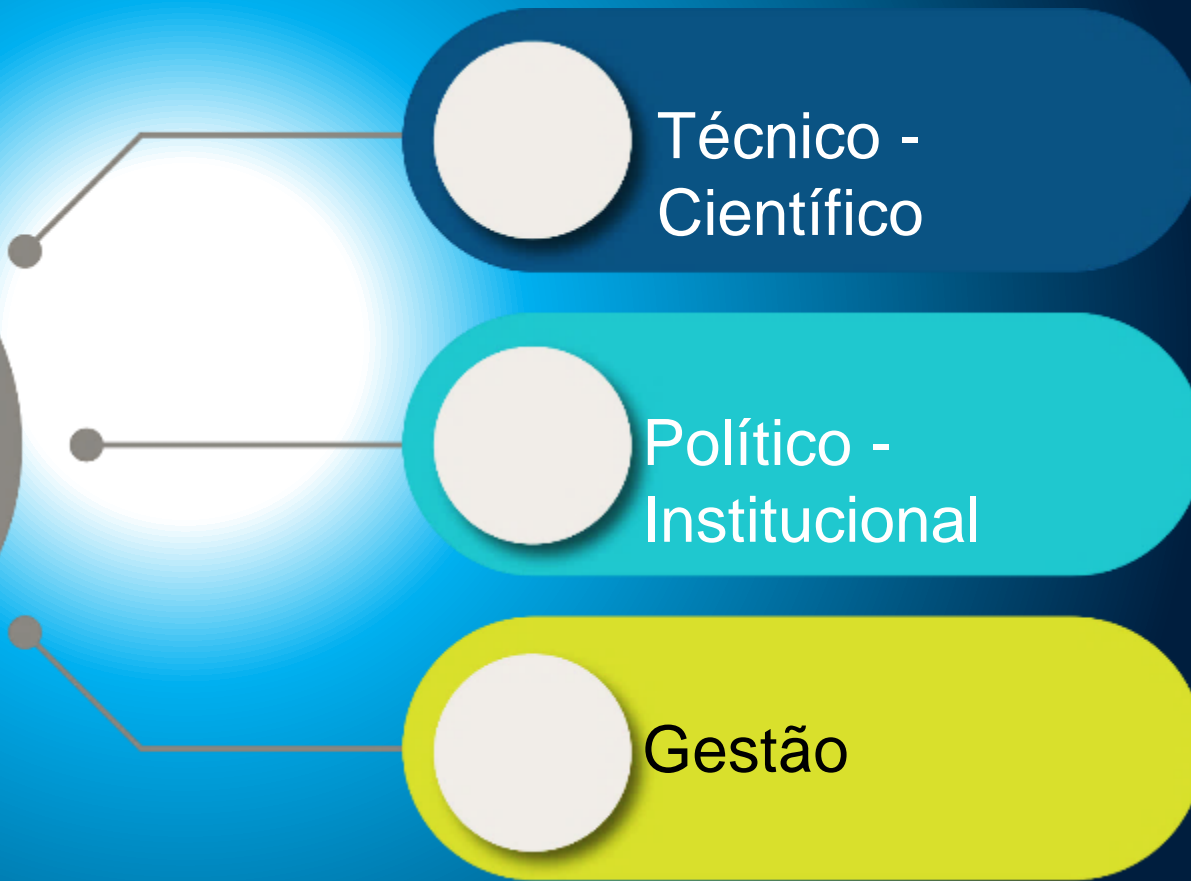 Técnico -
Científico
Político -
Institucional
Gestão